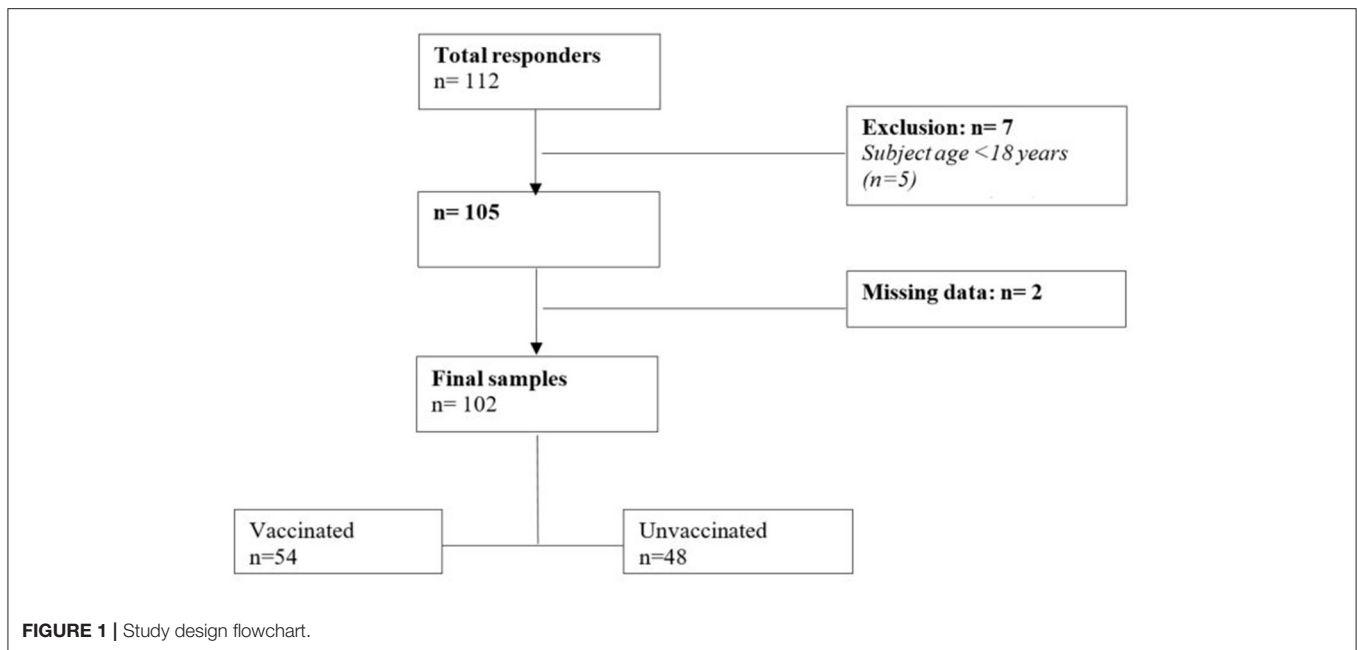 Total responders
n= 112
Exclusion: n= 7
Subject age <18 years
(n=5)
n= 105
Missing data: n= 2
Final samples
n= 102
Vaccinated
n=54
Unvaccinated
n=48
FIGURE 1 | Study design flowchart.